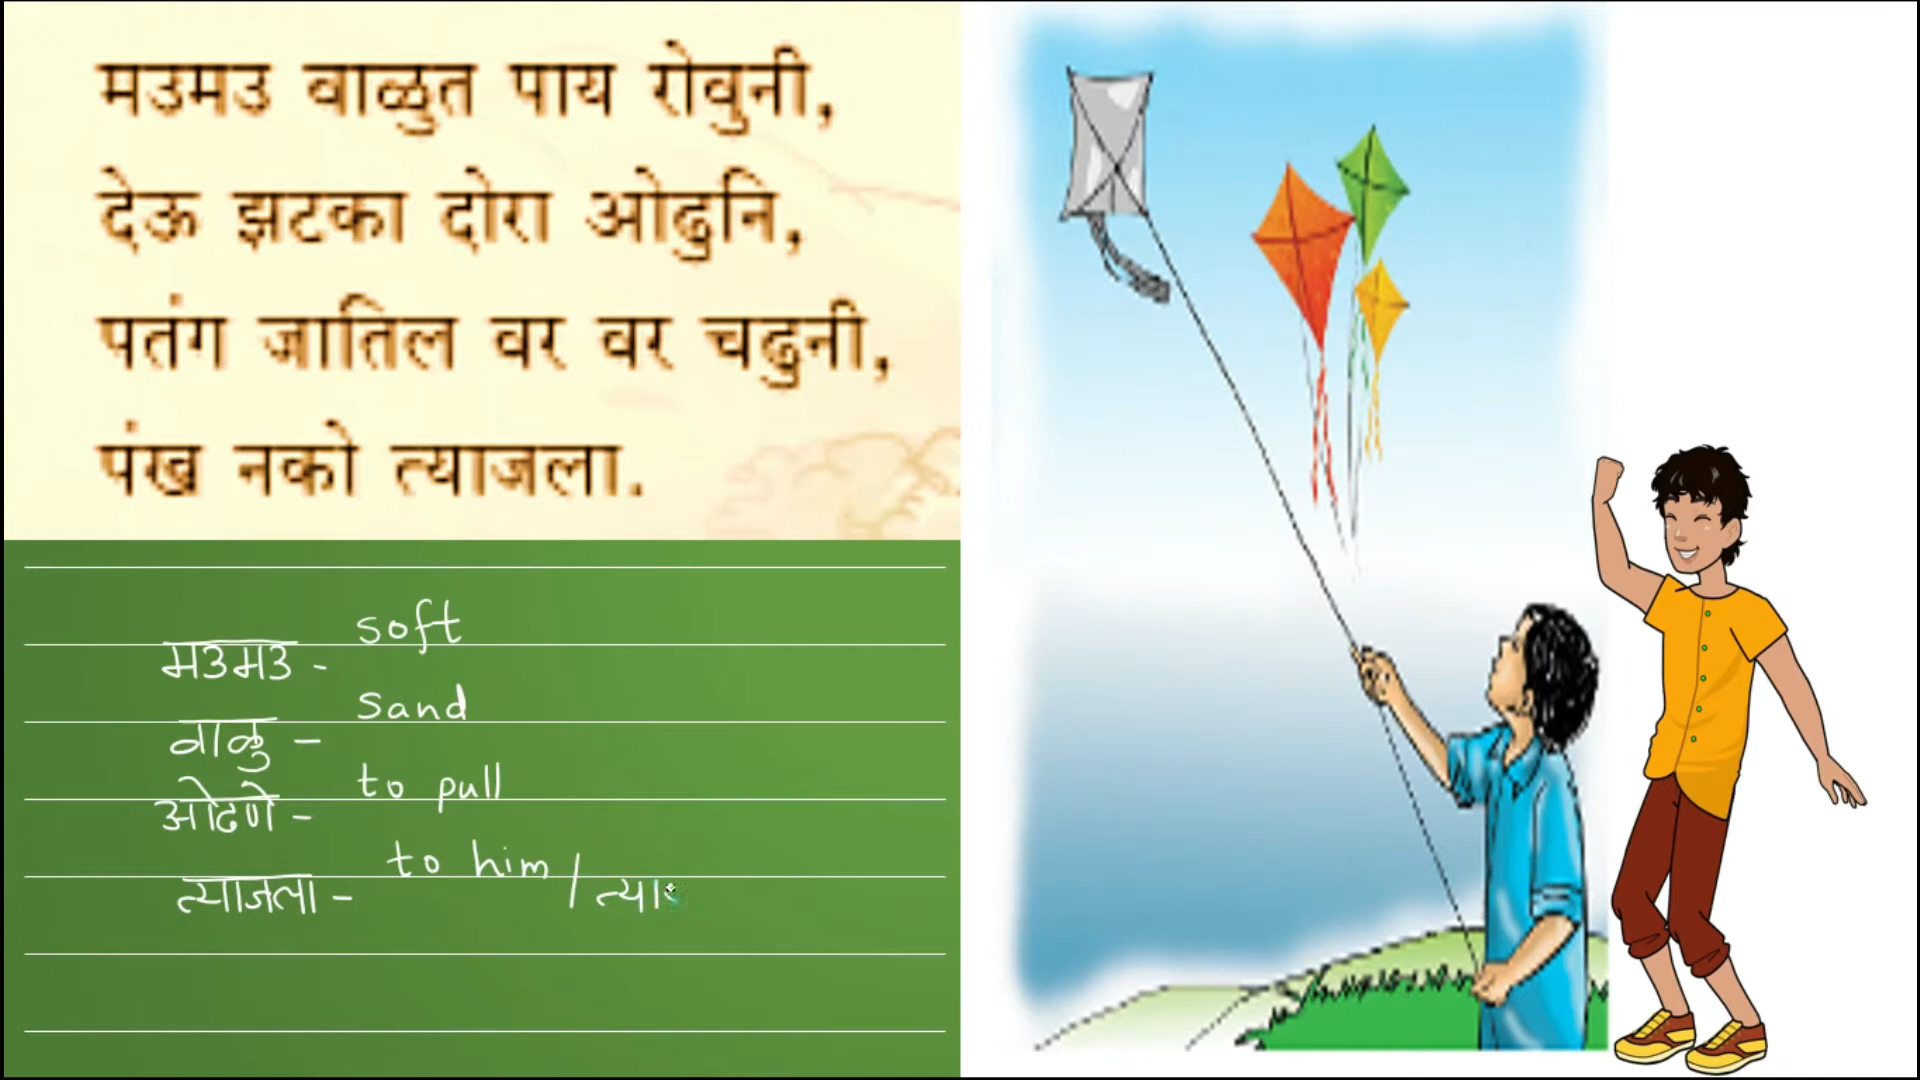 मउमउ वाळुत पाय रोवुनी,
देऊ झटका दोरा ओढुनि,
पतंग जातिल वर वर चढुनी,
पंख नको त्याजला.
मउमउ - soft
वाळु - sand
ओढणे - to pull
त्याजला - to him /